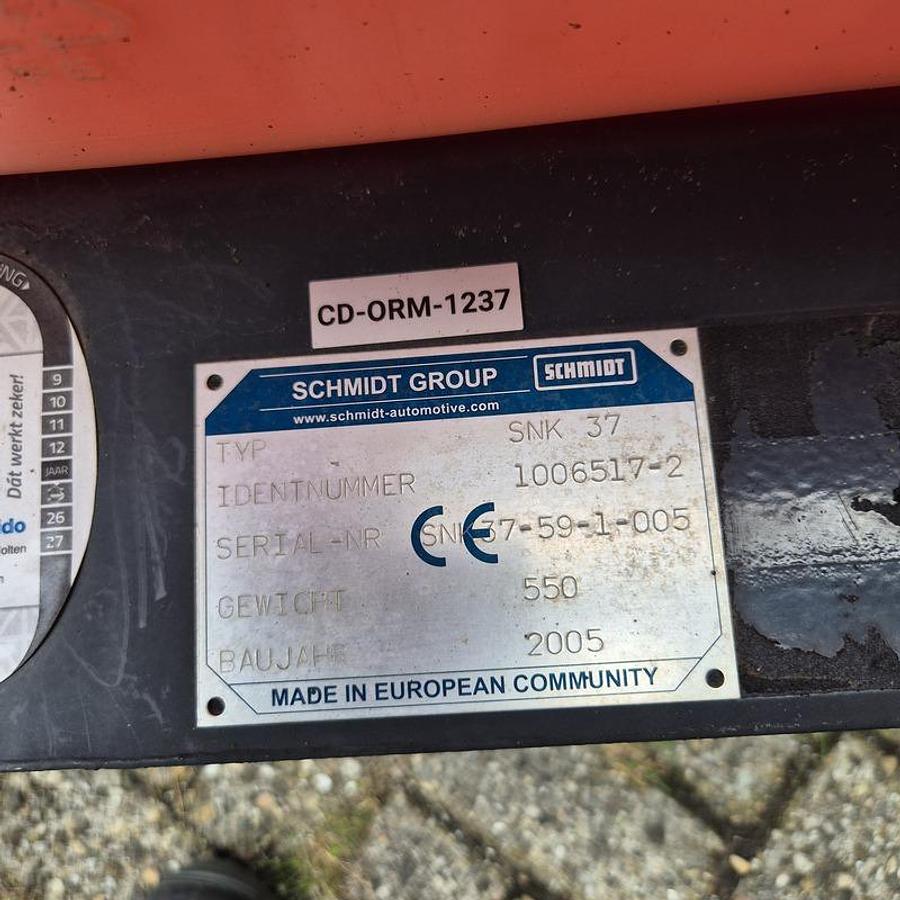 CD-ORM-1237
SCHMIDT GROUP
SCHMIDT
www.schmidt-automotive.com
TYP SNK 37
IDENTNUMMER 1006517-2
SERIAL-NR SNK37-59-1-005
CE
GEWICHT 550
BAUJAHR 2005
MADE IN EUROPEAN COMMUNITY
Dát werkt zeker!
9
10
11
12
JAAR
26
27